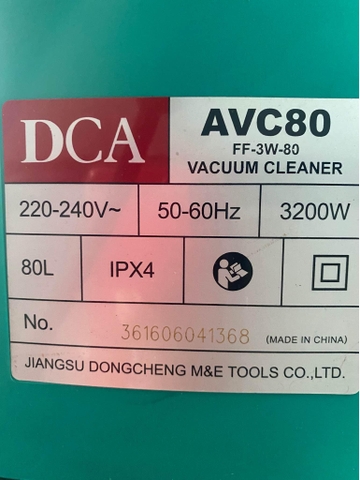 DCA
AVC80
FF-3W-80
VACUUM CLEANER
220-240V~ 50-60Hz 3200W
80L IPX4
No. 361606041368 (MADE IN CHINA)
JIANGSU DONGCHENG M&E TOOLS CO.,LTD.